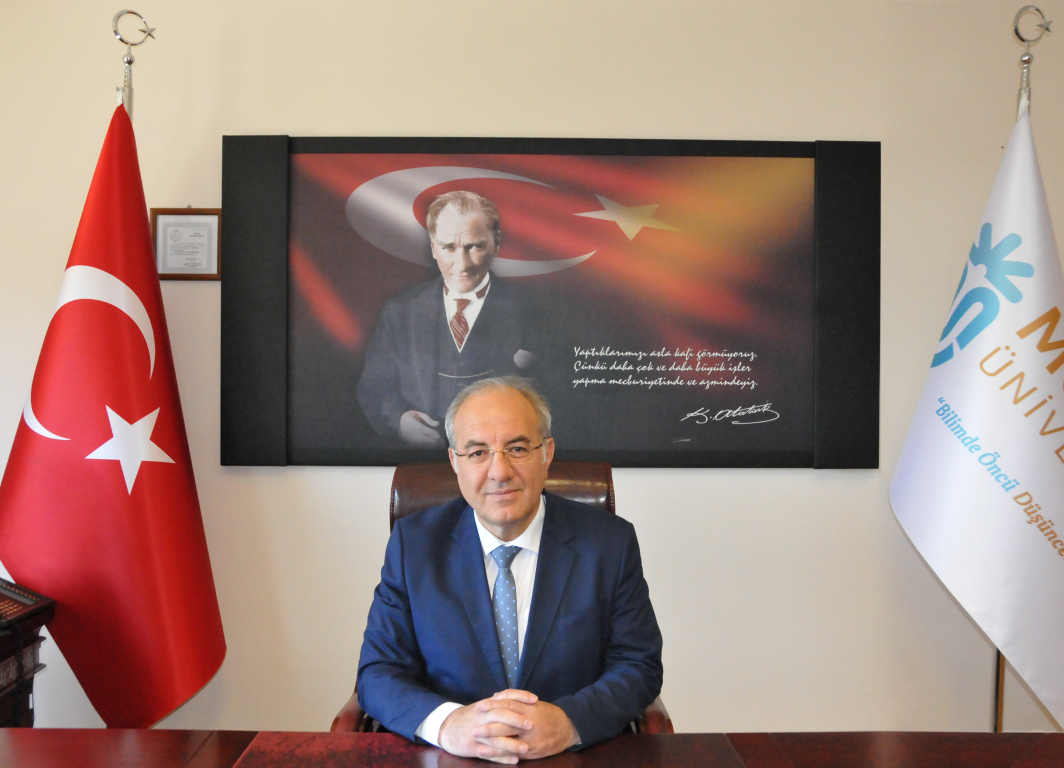 Yaptıklarımızı asla kafi görmüyoruz.
Çünkü daha çok ve daha büyük işler
yapma mecburiyetinde ve azmindeyiz.
K. Atatürk
M
ÜNİVE
"Bilimde Öncü Düşünce